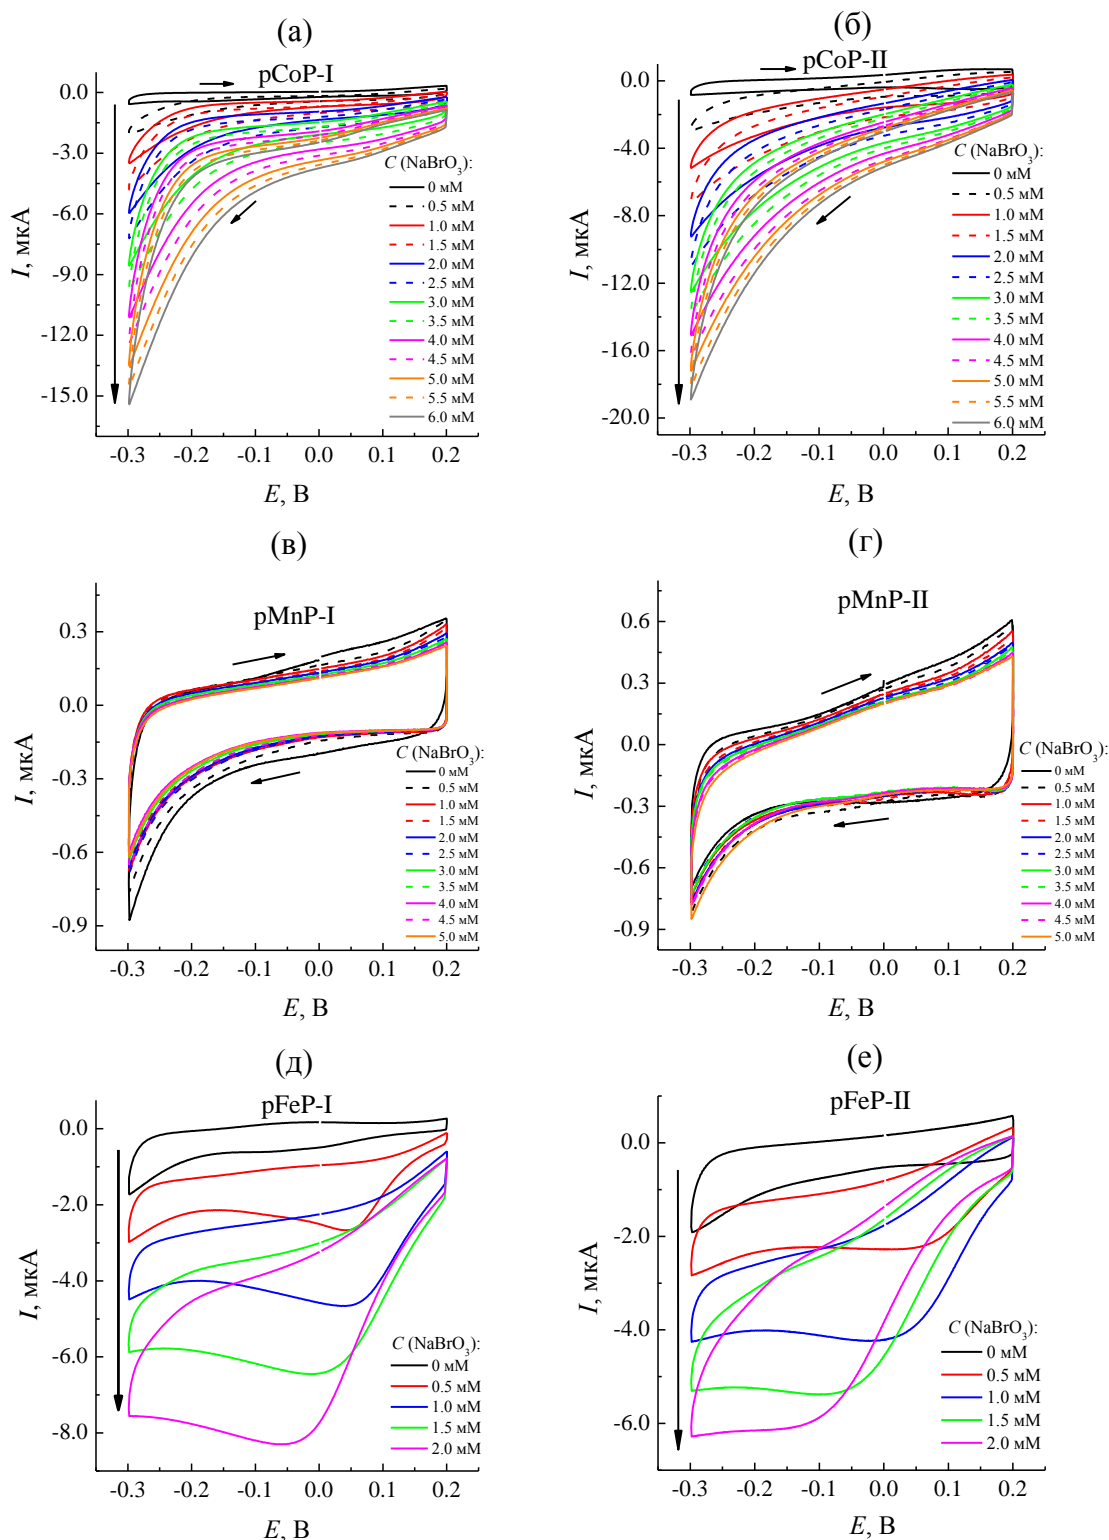 (а)
pCoP-I
0.0
-3.0
-6.0
-9.0
-12.0
-15.0
I, мкА
C (NaBrO3):
0 мМ
0.5 мМ
1.0 мМ
1.5 мМ
2.0 мМ
2.5 мМ
3.0 мМ
3.5 мМ
4.0 мМ
4.5 мМ
5.0 мМ
5.5 мМ
6.0 мМ
-0.3 -0.2 -0.1 0.0 0.1 0.2
E, В
(б)
pCoP-II
0.0
-4.0
-8.0
-12.0
-16.0
-20.0
I, мкА
C (NaBrO3):
0 мМ
0.5 мМ
1.0 мМ
1.5 мМ
2.0 мМ
2.5 мМ
3.0 мМ
3.5 мМ
4.0 мМ
4.5 мМ
5.0 мМ
5.5 мМ
6.0 мМ
-0.3 -0.2 -0.1 0.0 0.1 0.2
E, В
(в)
pMnP-I
0.3
0.0
-0.3
-0.6
-0.9
I, мкА
C (NaBrO3):
0 мМ
0.5 мМ
1.0 мМ
1.5 мМ
2.0 мМ
2.5 мМ
3.0 мМ
3.5 мМ
4.0 мМ
4.5 мМ
5.0 мМ
-0.3 -0.2 -0.1 0.0 0.1 0.2
E, В
(г)
pMnP-II
0.6
0.3
0.0
-0.3
-0.6
-0.9
I, мкА
C (NaBrO3):
0 мМ
0.5 мМ
1.0 мМ
1.5 мМ
2.0 мМ
2.5 мМ
3.0 мМ
3.5 мМ
4.0 мМ
4.5 мМ
5.0 мМ
-0.3 -0.2 -0.1 0.0 0.1 0.2
E, В
(д)
pFeP-I
0.0
-2.0
-4.0
-6.0
-8.0
I, мкА
C (NaBrO3):
0 мМ
0.5 мМ
1.0 мМ
1.5 мМ
2.0 мМ
-0.3 -0.2 -0.1 0.0 0.1 0.2
E, В
(е)
pFeP-II
0.0
-2.0
-4.0
-6.0
I, мкА
C (NaBrO3):
0 мМ
0.5 мМ
1.0 мМ
1.5 мМ
2.0 мМ
-0.3 -0.2 -0.1 0.0 0.1 0.2
E, В